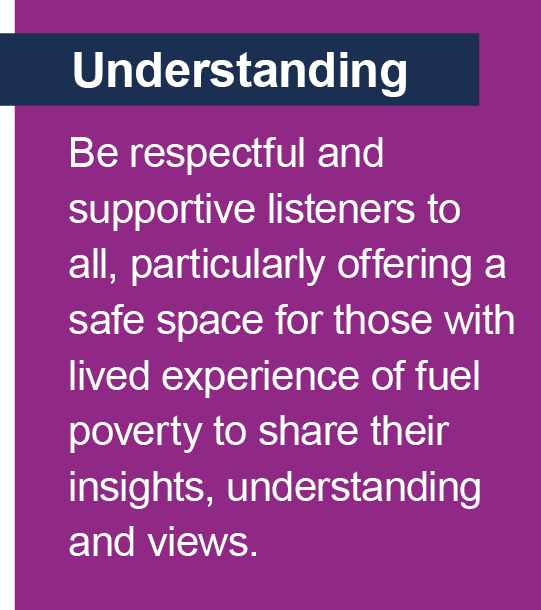 Understanding
Be respectful and
supportive listeners to
all, particularly offering a
safe space for those with
lived experience of fuel
poverty to share their
insights, understanding
and views.